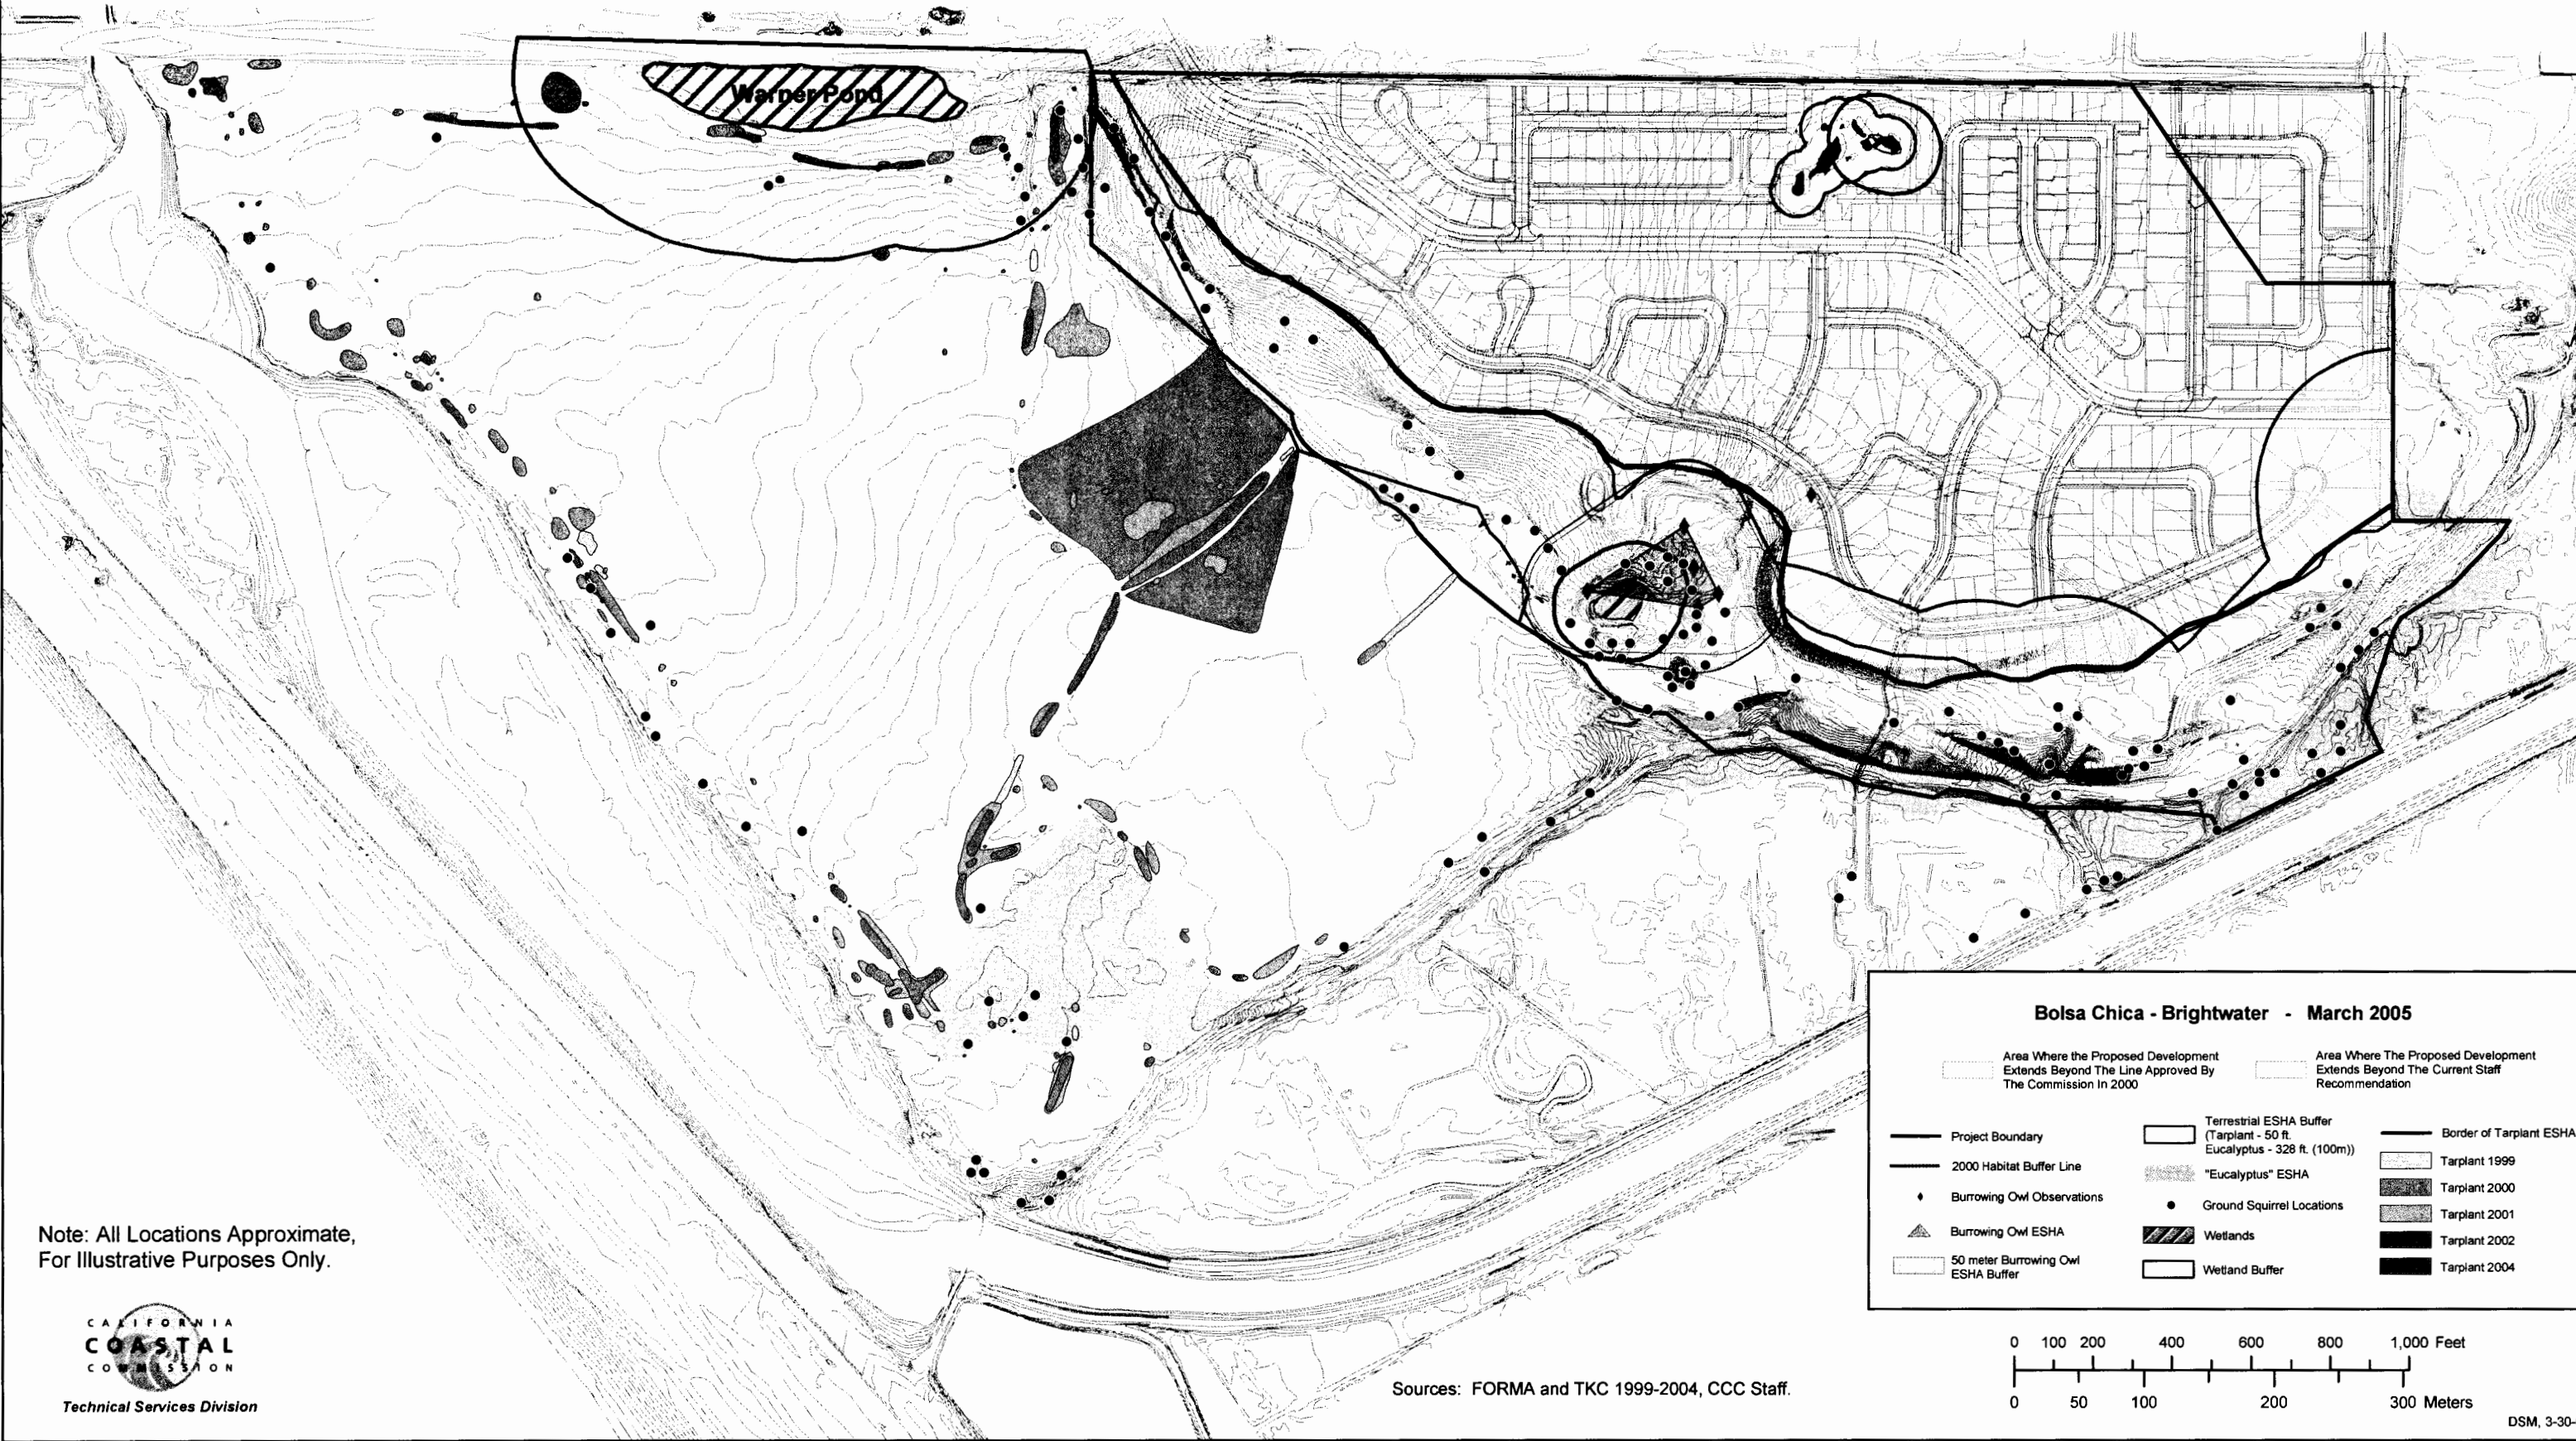 Warner Pond
Bolsa Chica - Brightwater - March 2005
Area Where the Proposed Development
Extends Beyond The Line Approved By
The Commission In 2000
Area Where The Proposed Development
Extends Beyond The Current Staff
Recommendation
Project Boundary
2000 Habitat Buffer Line
Burrowing Owl Observations
Burrowing Owl ESHA
50 meter Burrowing Owl
ESHA Buffer
Terrestrial ESHA Buffer
(Tarplant - 50 ft.
Eucalyptus - 328 ft. (100m))
"Eucalyptus" ESHA
Ground Squirrel Locations
Wetlands
Wetland Buffer
Border of Tarplant ESHA
Tarplant 1999
Tarplant 2000
Tarplant 2001
Tarplant 2002
Tarplant 2004
Note: All Locations Approximate,
For Illustrative Purposes Only.
CALIFORNIA
COASTAL
COMMISSION
Technical Services Division
Sources: FORMA and TKC 1999-2004, CCC Staff.
0 100 200 400 600 800 1,000 Feet
0 50 100 200 300 Meters
DSM, 3-30-